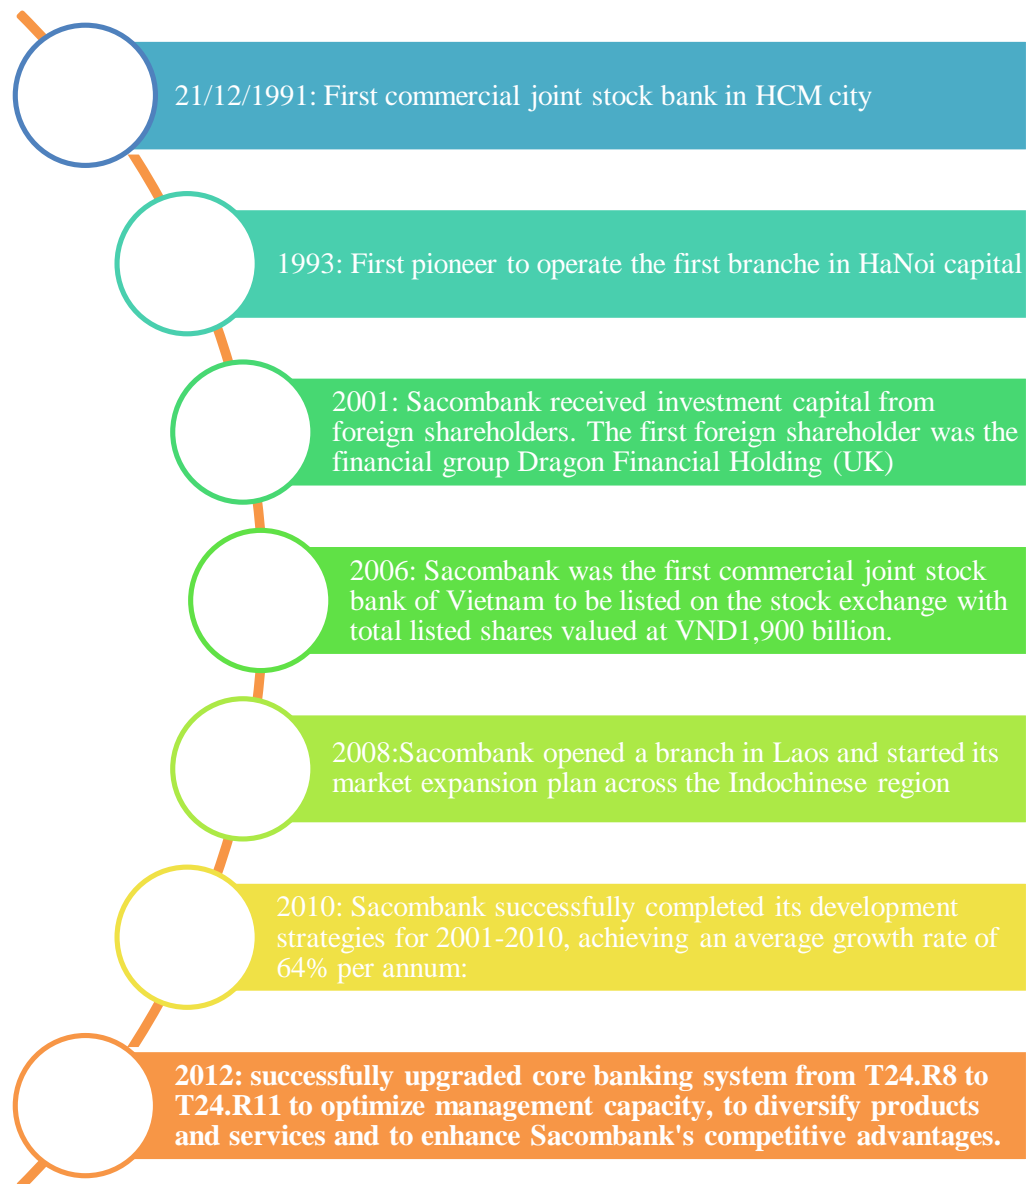 21/12/1991: First commercial joint stock bank in HCM city
1993: First pioneer to operate the first branche in HaNoi capital
2001: Sacombank received investment capital from
foreign shareholders. The first foreign shareholder was the
financial group Dragon Financial Holding (UK)
2006: Sacombank was the first commercial joint stock
bank of Vietnam to be listed on the stock exchange with
total listed shares valued at VND1,900 billion.
2008:Sacombank opened a branch in Laos and started its
market expansion plan across the Indochinese region
2010: Sacombank successfully completed its development
strategies for 2001-2010, achieving an average growth rate of
64% per annum:
2012: successfully upgraded core banking system from T24.R8 to
T24.R11 to optimize management capacity, to diversify products
and services and to enhance Sacombank's competitive advantages.